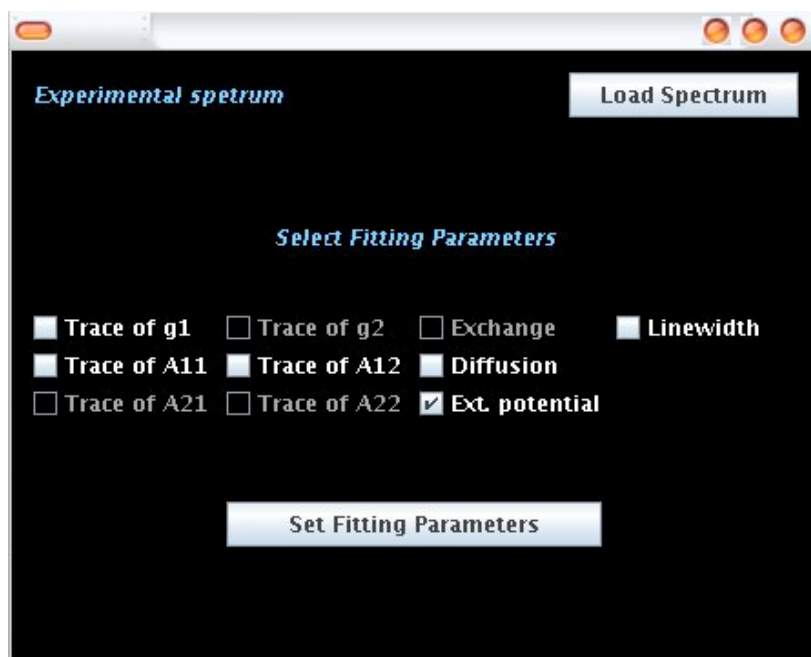 Experimental spetrum Load Spectrum
Select Fitting Parameters
Trace of g1 Trace of g2 Exchange Linewidth
Trace of A11 Trace of A12 Diffusion
Trace of A21 Trace of A22 Ext. potential
Set Fitting Parameters